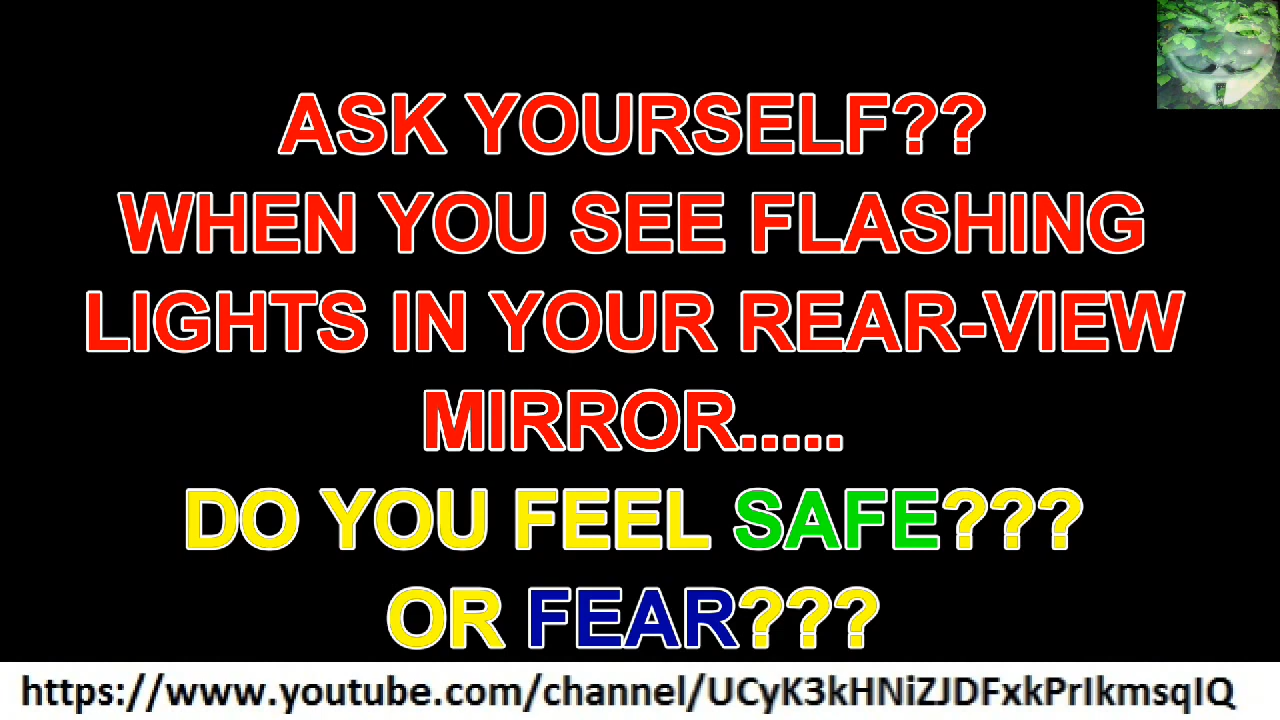 ASK YOURSELF??
WHEN YOU SEE FLASHING
LIGHTS IN YOUR REAR-VIEW
MIRROR.....
DO YOU FEEL SAFE???
OR FEAR???
https://www.youtube.com/channel/UCyK3kHNiZJDFxkPrIkmsqIQ